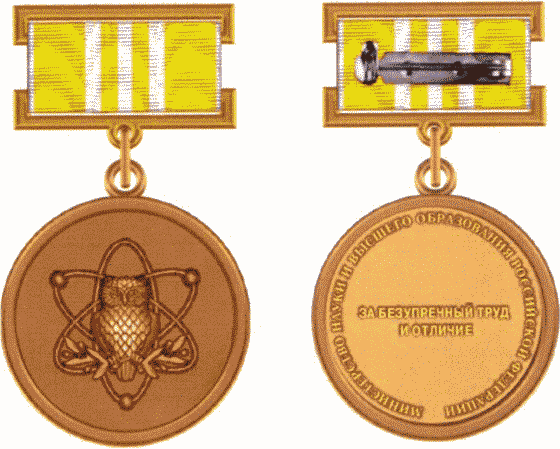 МИНИСТЕРСТВО НАУКИ И ВЫСШЕГО ОБРАЗОВАНИЯ РОССИЙСКОЙ ФЕДЕРАЦИИ
ЗА БЕЗУПРЕЧНЫЙ ТРУД
И ОТЛИЧИЕ